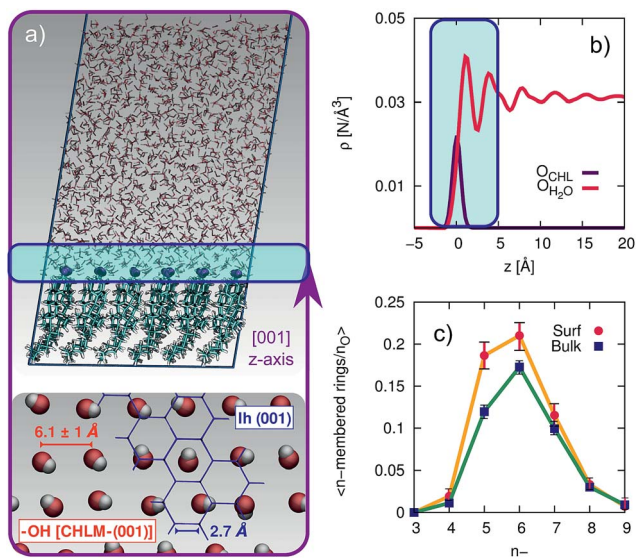 a)
[001]
z-axis
Ih (001)
6.1 ± 1 Å
-OH [CHLM-(001)]
2.7 Å
b)
ρ [N/Å³]
0.05
0.03
0.01
O_CHL
O_H₂O
-5 0 5 10 15 20
z [Å]
c)
<n-membered rings/n_O>
0.25
0.2
0.15
0.1
0.05
0
Surf
Bulk
3 4 5 6 7 8 9
n-